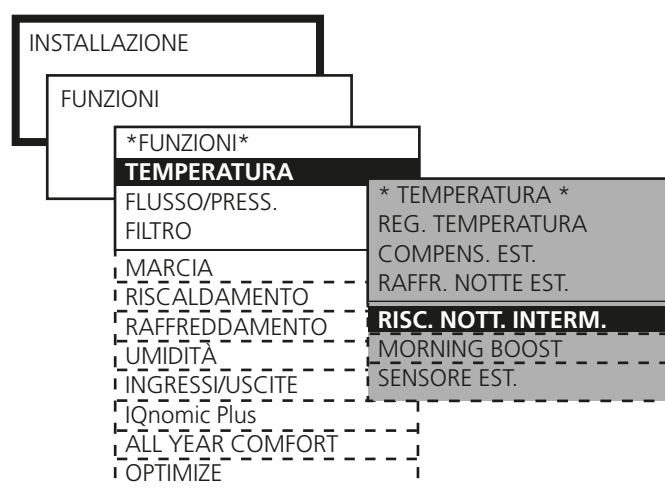 INSTALLAZIONE
FUNZIONI
*FUNZIONI*
TEMPERATURA
FLUSSO/PRESS.
FILTRO
MARCIA
RISCALDAMENTO
RAFFREDDAMENTO
UMIDITÀ
INGRESSI/USCITE
IQnomic Plus
ALL YEAR COMFORT
OPTIMIZE
* TEMPERATURA *
REG. TEMPERATURA
COMPENS. EST.
RAFFR. NOTTE EST.
RISC. NOTT. INTERM.
MORNING BOOST
SENSORE EST.